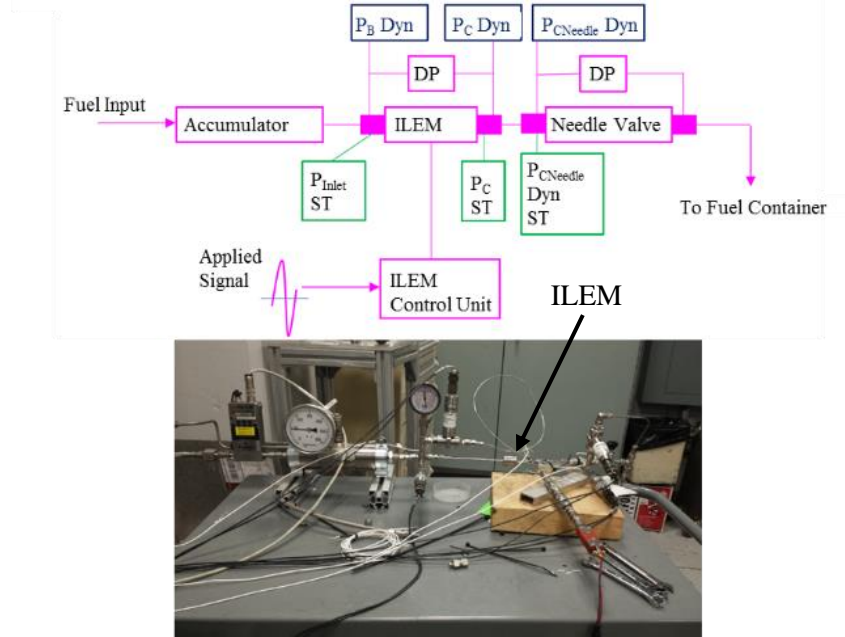 P_B Dyn
P_C Dyn
P_CNeedle Dyn
DP
DP
Fuel Input
Accumulator
ILEM
Needle Valve
P_Inlet
ST
P_C
ST
P_CNeedle
Dyn
ST
To Fuel Container
Applied
Signal
ILEM
Control Unit
ILEM